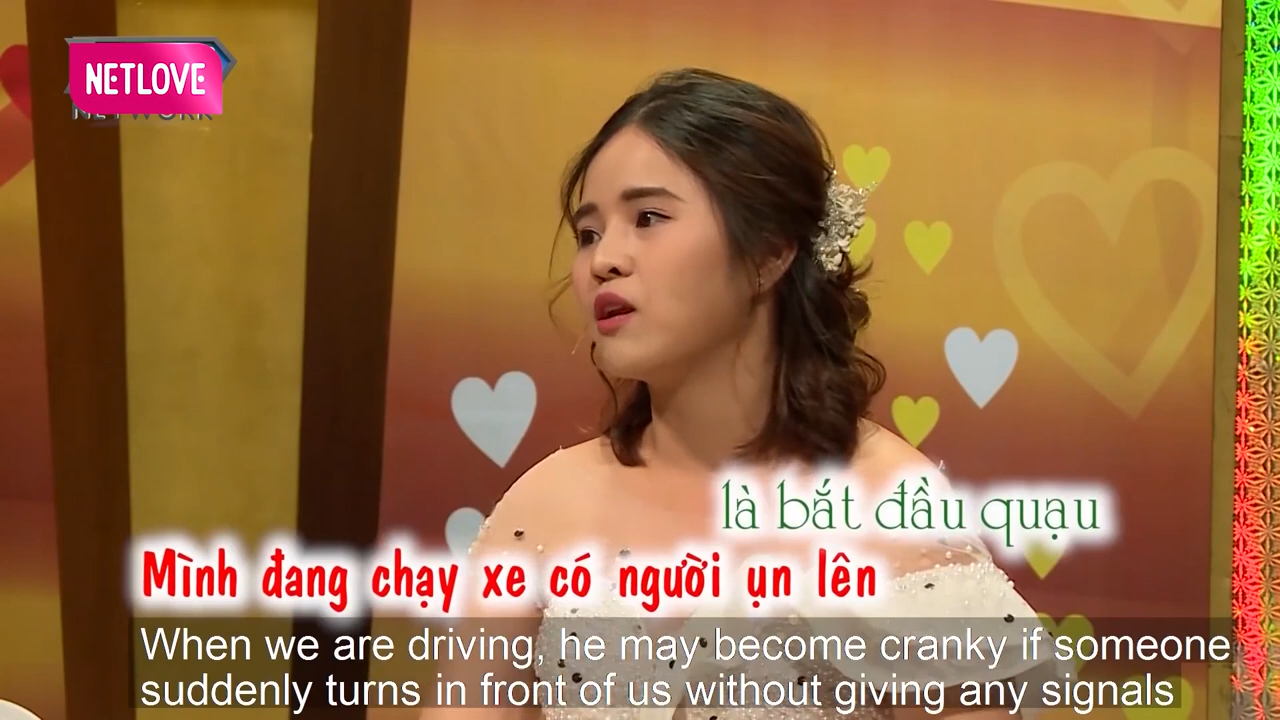 NETLOVE
NETWORK
là bắt đầu quạu
Mình đang chạy xe có người ụn lên
When we are driving, he may become cranky if someone
suddenly turns in front of us without giving any signals